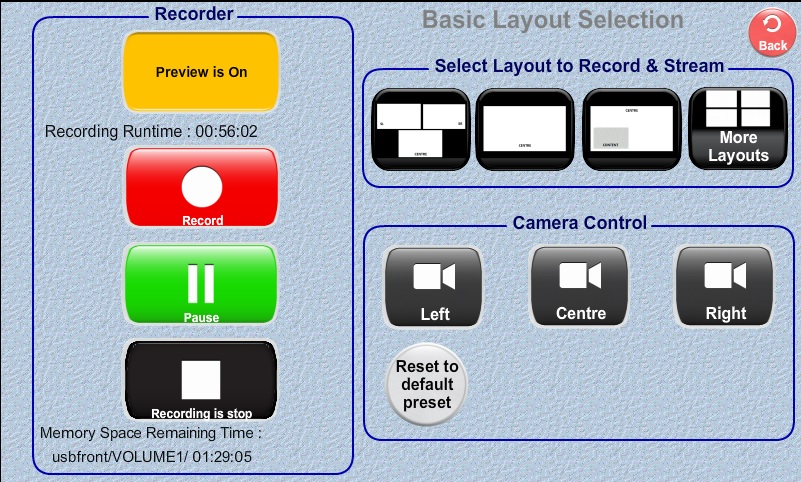 Recorder
Basic Layout Selection
Back
Preview is On
Recording Runtime : 00:56:02
Record
Pause
Recording is stop
Memory Space Remaining Time :
usbfront/VOLUME1/ 01:29:05
Select Layout to Record & Stream
CENTRE
CENTRE
CENTRE
CONTENT
More
Layouts
Camera Control
Left
Centre
Right
Reset to
default
preset